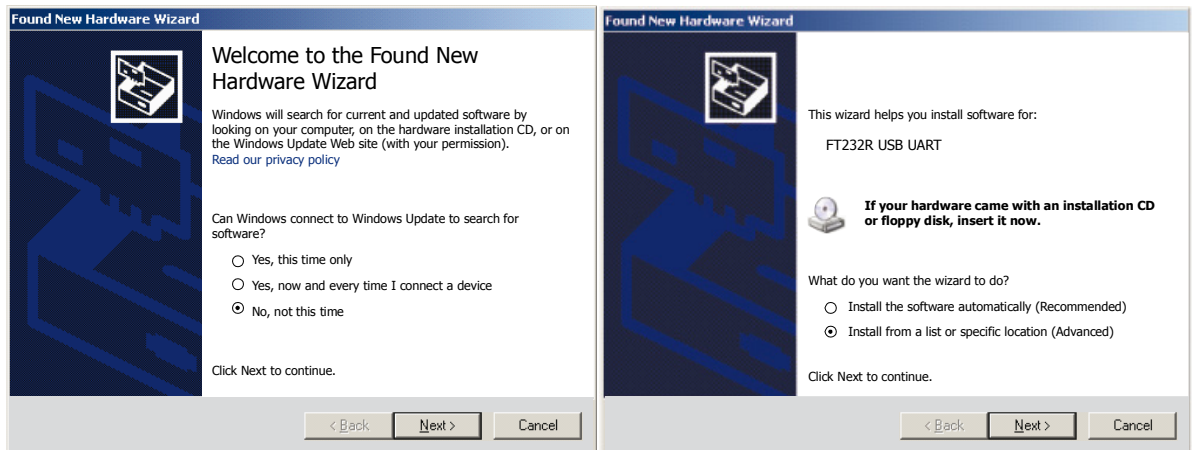 Found New Hardware Wizard
Welcome to the Found New
Hardware Wizard
Windows will search for current and updated software by
looking on your computer, on the hardware installation CD, or on
the Windows Update Web site (with your permission).
Read our privacy policy
Can Windows connect to Windows Update to search for
software?
Yes, this time only
Yes, now and every time I connect a device
No, not this time
Click Next to continue.
< Back
Next >
Cancel
Found New Hardware Wizard
This wizard helps you install software for:
FT232R USB UART
If your hardware came with an installation CD
or floppy disk, insert it now.
What do you want the wizard to do?
Install the software automatically (Recommended)
Install from a list or specific location (Advanced)
Click Next to continue.
< Back
Next >
Cancel